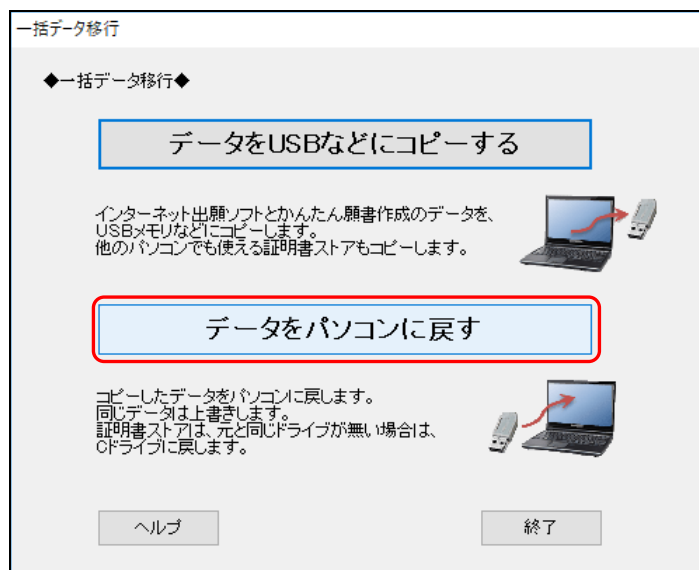 一括データ移行
◆一括データ移行◆
データをUSBなどにコピーする
インターネット出願ソフトとかんたん願書作成のデータを、
USBメモリなどにコピーします。
他のパソコンでも使える証明書ストアもコピーします。
データをパソコンに戻す
コピーしたデータをパソコンに戻します。
同じデータは上書きします。
証明書ストアは、元と同じドライブが無い場合は、
Cドライブに戻します。
ヘルプ
終了